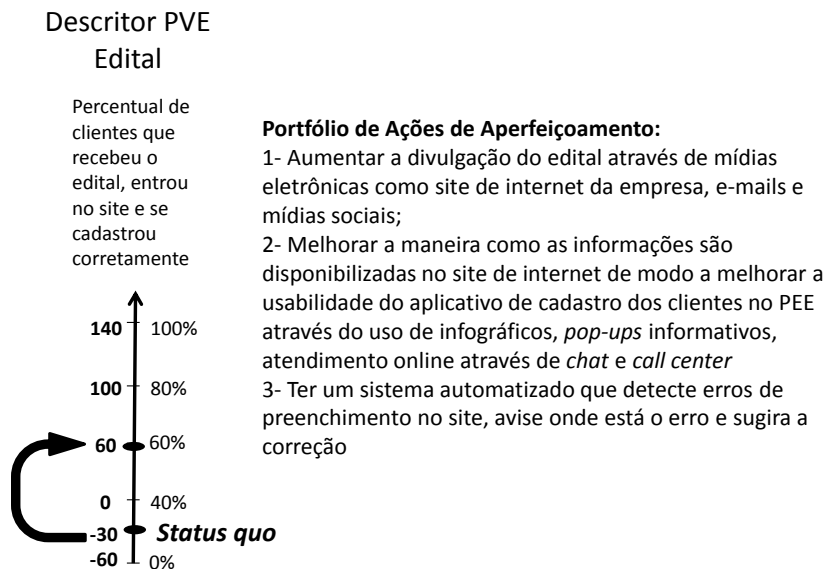 Descritor PVE
Edital
Percentual de
clientes que
recebeu o
edital, entrou
no site e se
cadastrou
corretamente
140 100%
100 80%
60 60%
0 40%
-30 Status quo
-60 0%
Portfólio de Ações de Aperfeiçoamento:
1- Aumentar a divulgação do edital através de mídias
eletrônicas como site de internet da empresa, e-mails e
mídias sociais;
2- Melhorar a maneira como as informações são
disponibilizadas no site de internet de modo a melhorar a
usabilidade do aplicativo de cadastro dos clientes no PEE
através do uso de infográficos, pop-ups informativos,
atendimento online através de chat e call center
3- Ter um sistema automatizado que detecte erros de
preenchimento no site, avise onde está o erro e sugira a
correção